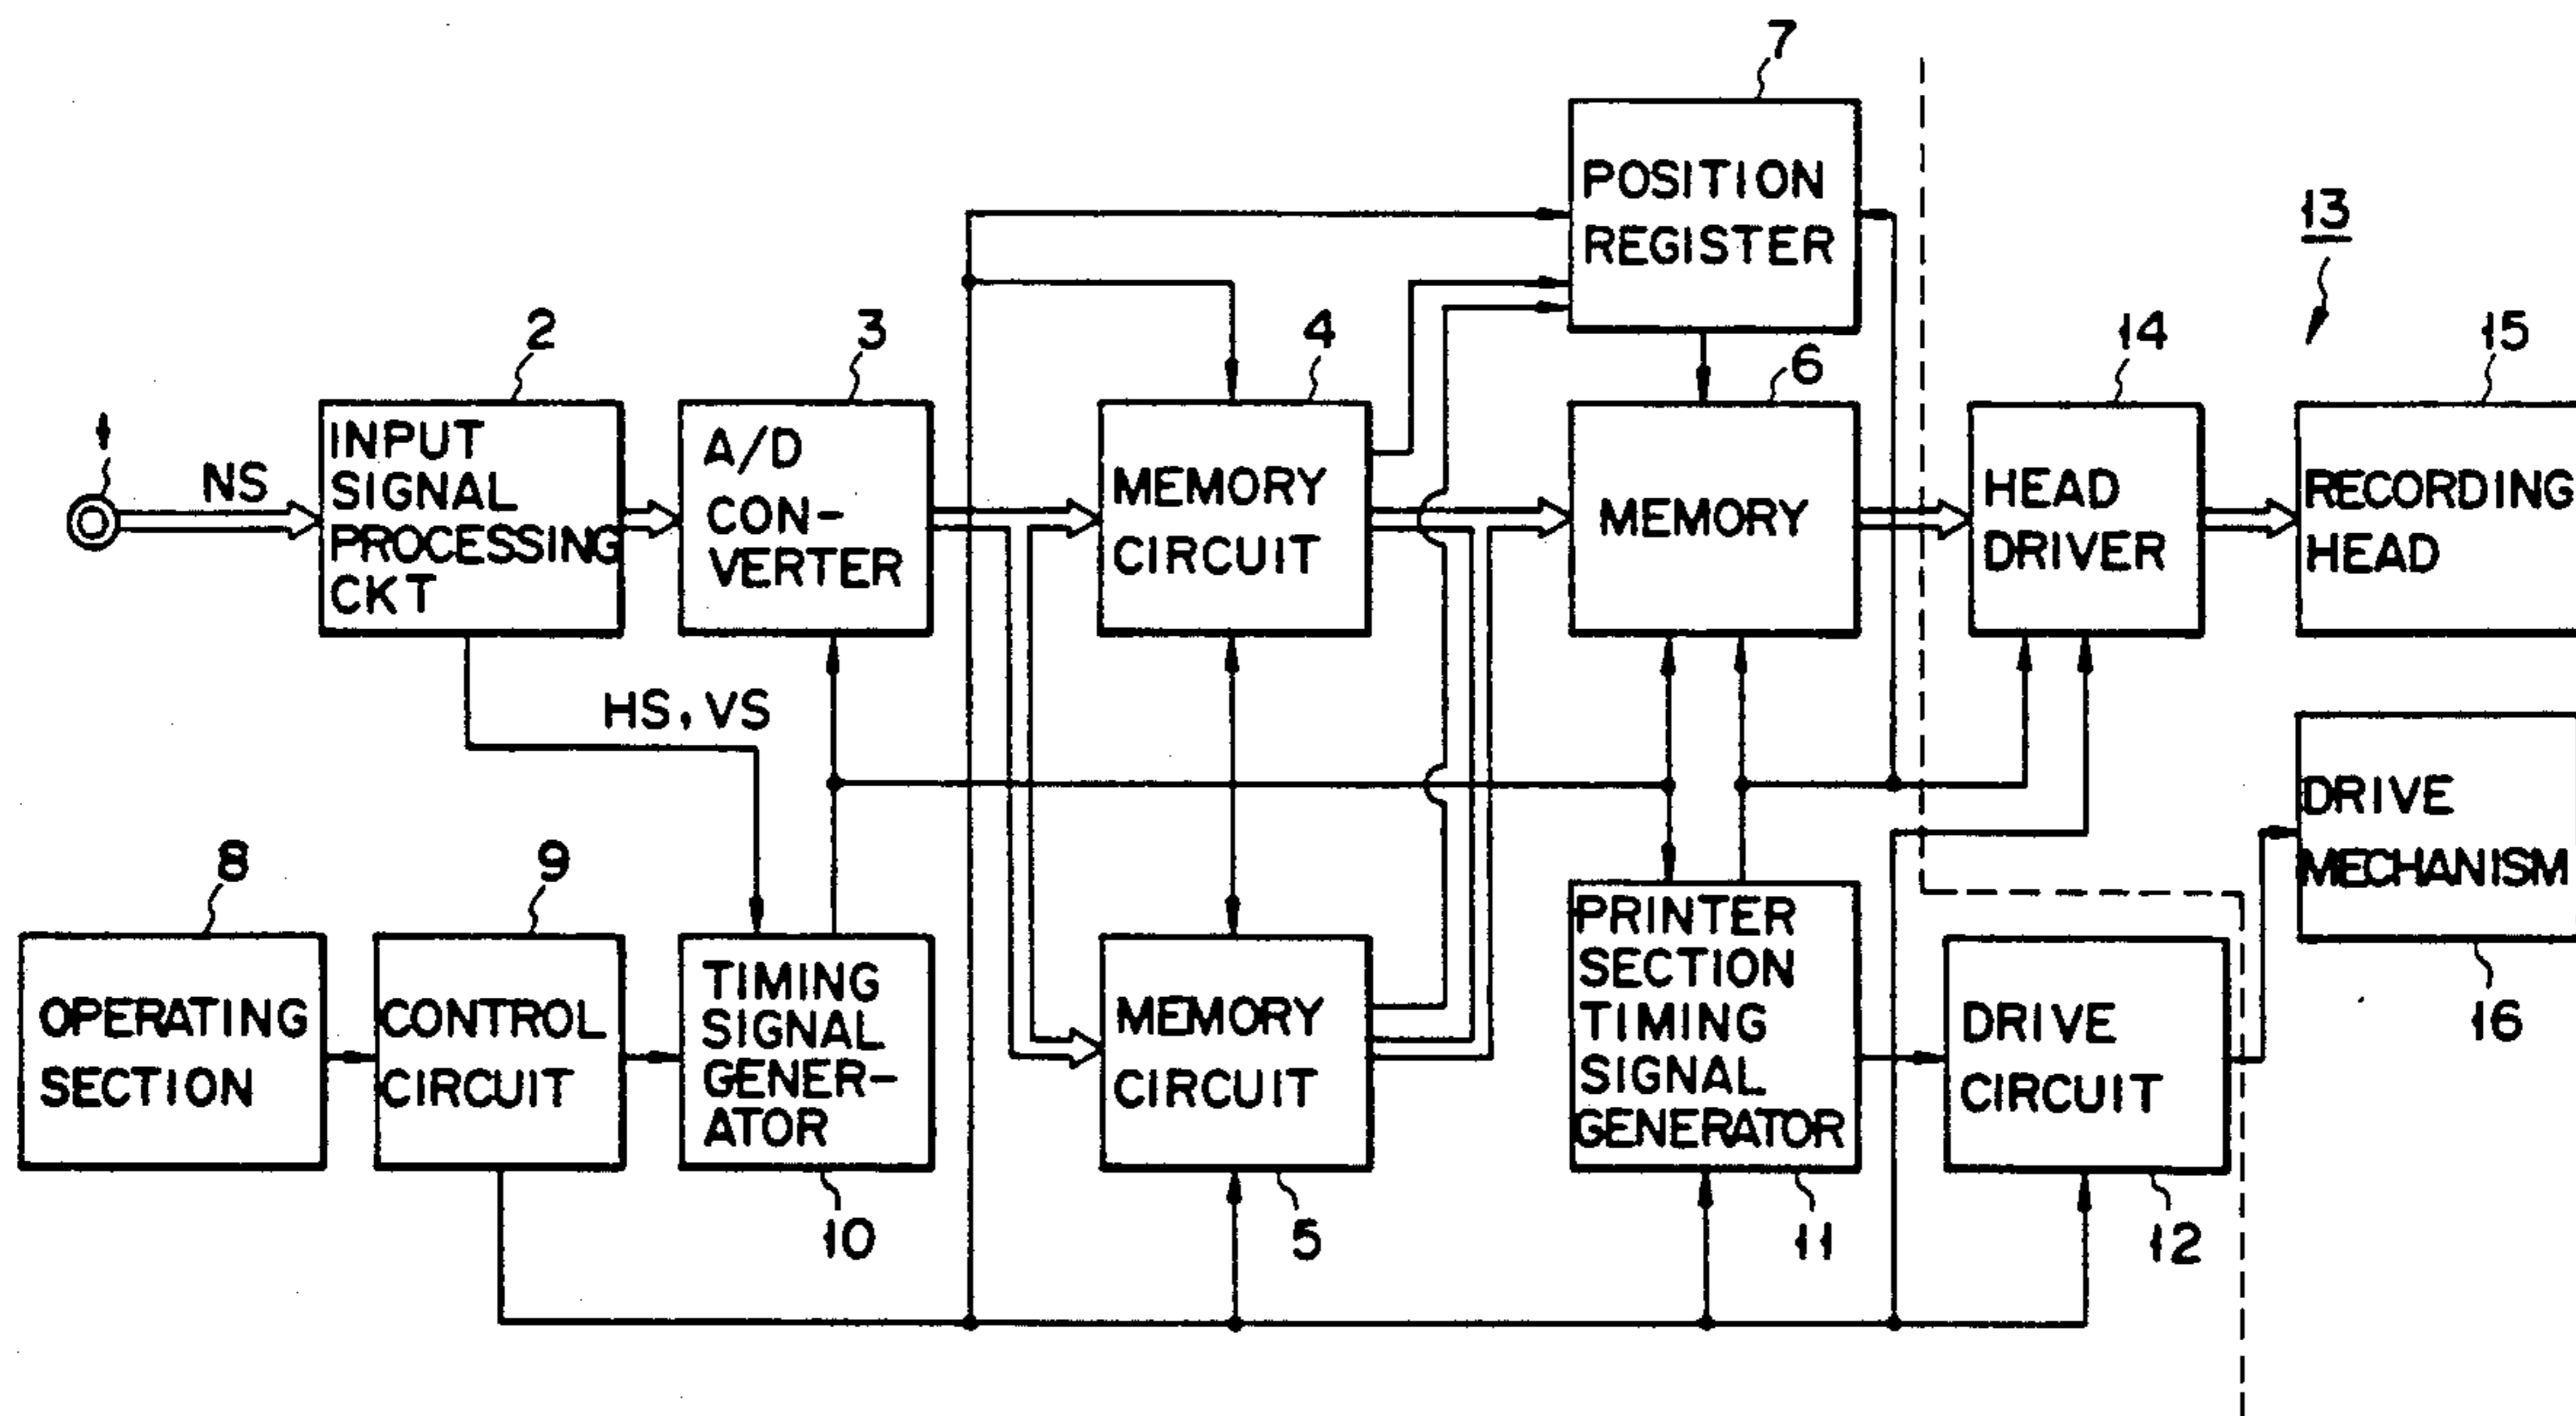 7
POSITION
REGISTER
13
2
3
4
6
14
15
1
NS
INPUT
SIGNAL
PROCESSING
CKT
A/D
CON-
VERTER
MEMORY
CIRCUIT
MEMORY
HEAD
DRIVER
RECORDING
HEAD
HS, VS
8
9
OPERATING
SECTION
CONTROL
CIRCUIT
TIMING
SIGNAL
GENER-
ATOR
10
MEMORY
CIRCUIT
5
PRINTER
SECTION
TIMING
SIGNAL
GENERATOR
11
DRIVE
CIRCUIT
12
DRIVE
MECHANISM
16